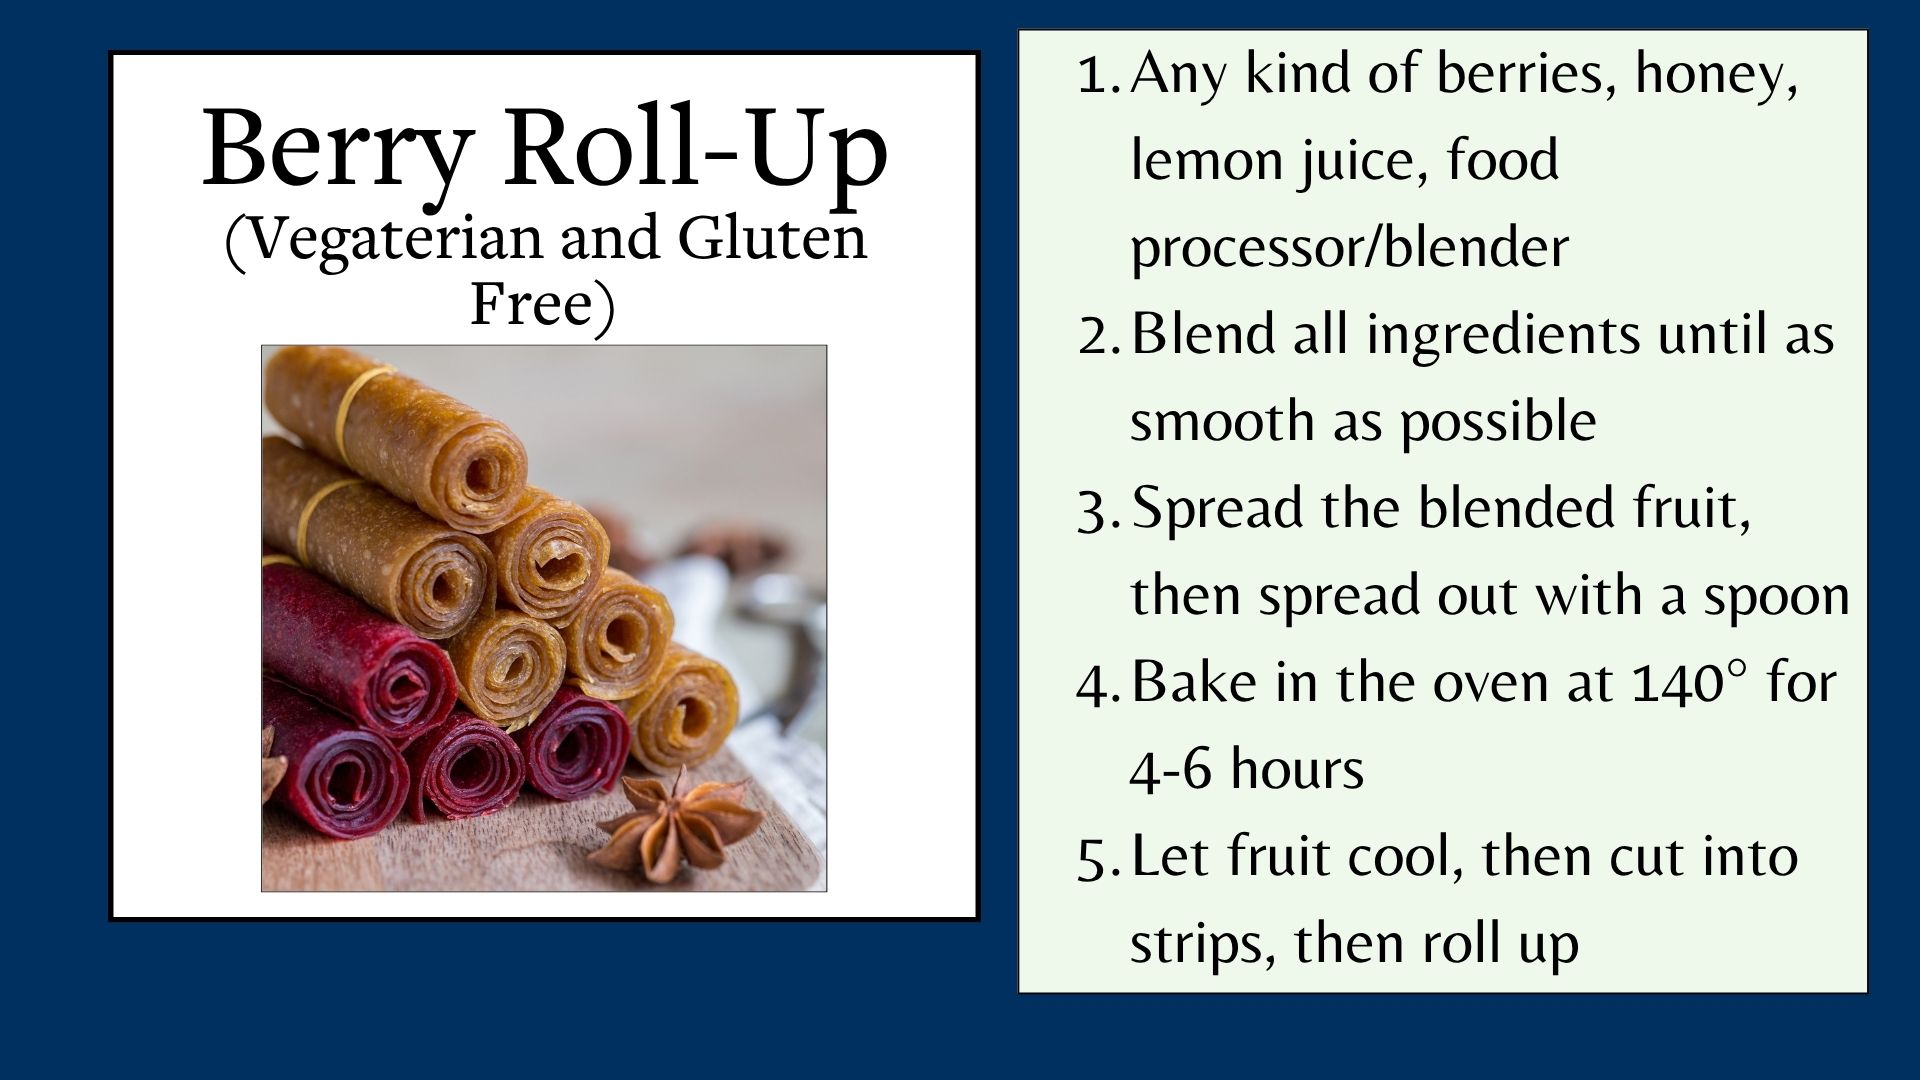 Berry Roll-Up
(Vegaterian and Gluten
Free)
1. Any kind of berries, honey,
lemon juice, food
processor/blender
2. Blend all ingredients until as
smooth as possible
3. Spread the blended fruit,
then spread out with a spoon
4. Bake in the oven at 140° for
4-6 hours
5. Let fruit cool, then cut into
strips, then roll up